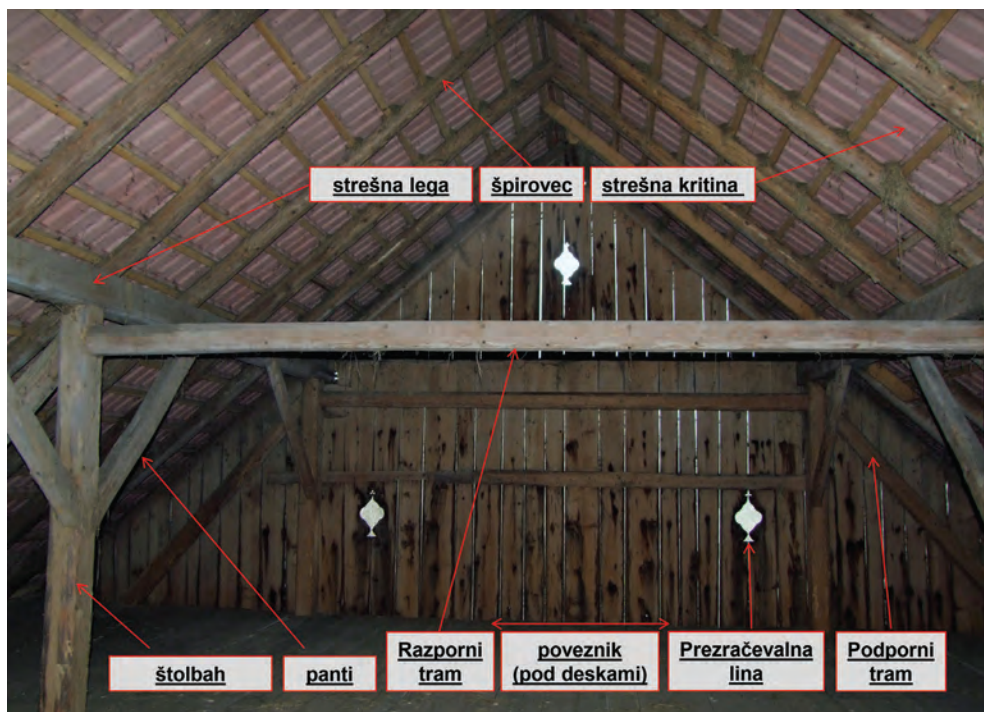 strešna lega
špirovec
strešna kritina
štolbah
panti
Razporni
tram
poveznik
(pod deskami)
Prezračevalna
lina
Podporni
tram